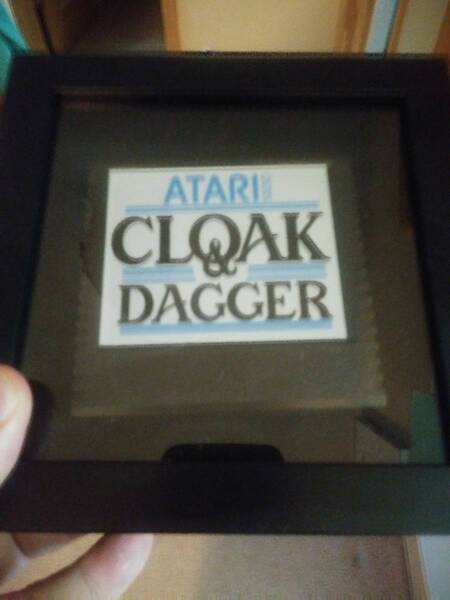 ATARI
CLOAK
&
DAGGER